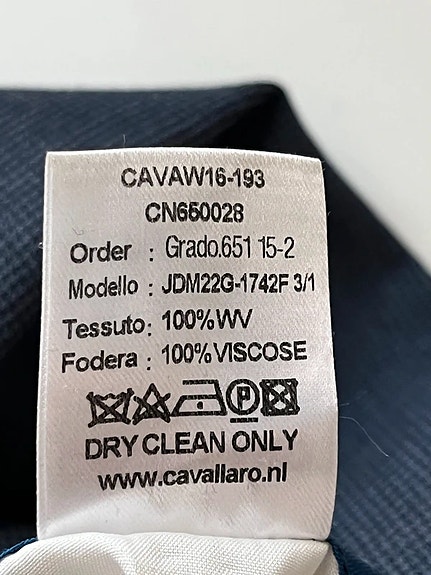 CAVAW16-193
CN650028
Order : Grado.651 15-2
Modello : JDM22G-1742F 3/1
Tessuto: 100%WV
Fodera : 100%VISCOSE
P
DRY CLEAN ONLY
www.cavallaro.nl